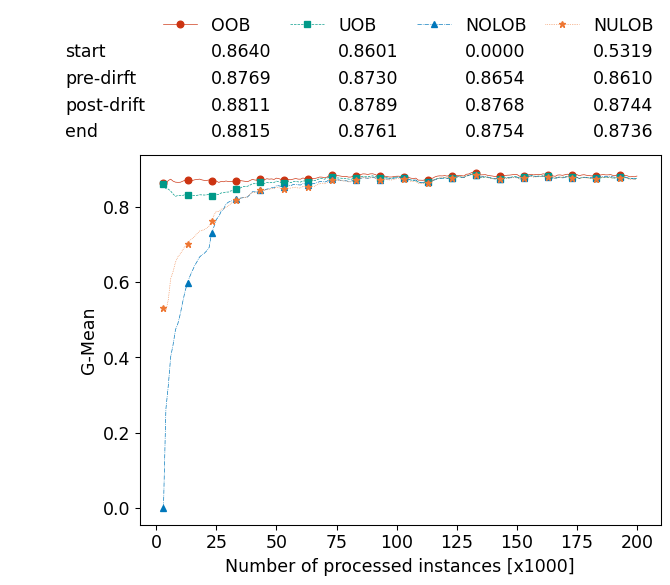 OOB UOB NOLOB NULOB
start 0.8640 0.8601 0.0000 0.5319
pre-dirft 0.8769 0.8730 0.8654 0.8610
post-drift 0.8811 0.8789 0.8768 0.8744
end 0.8815 0.8761 0.8754 0.8736
G-Mean
0.8
0.6
0.4
0.2
0.0
0 25 50 75 100 125 150 175 200
Number of processed instances [x1000]